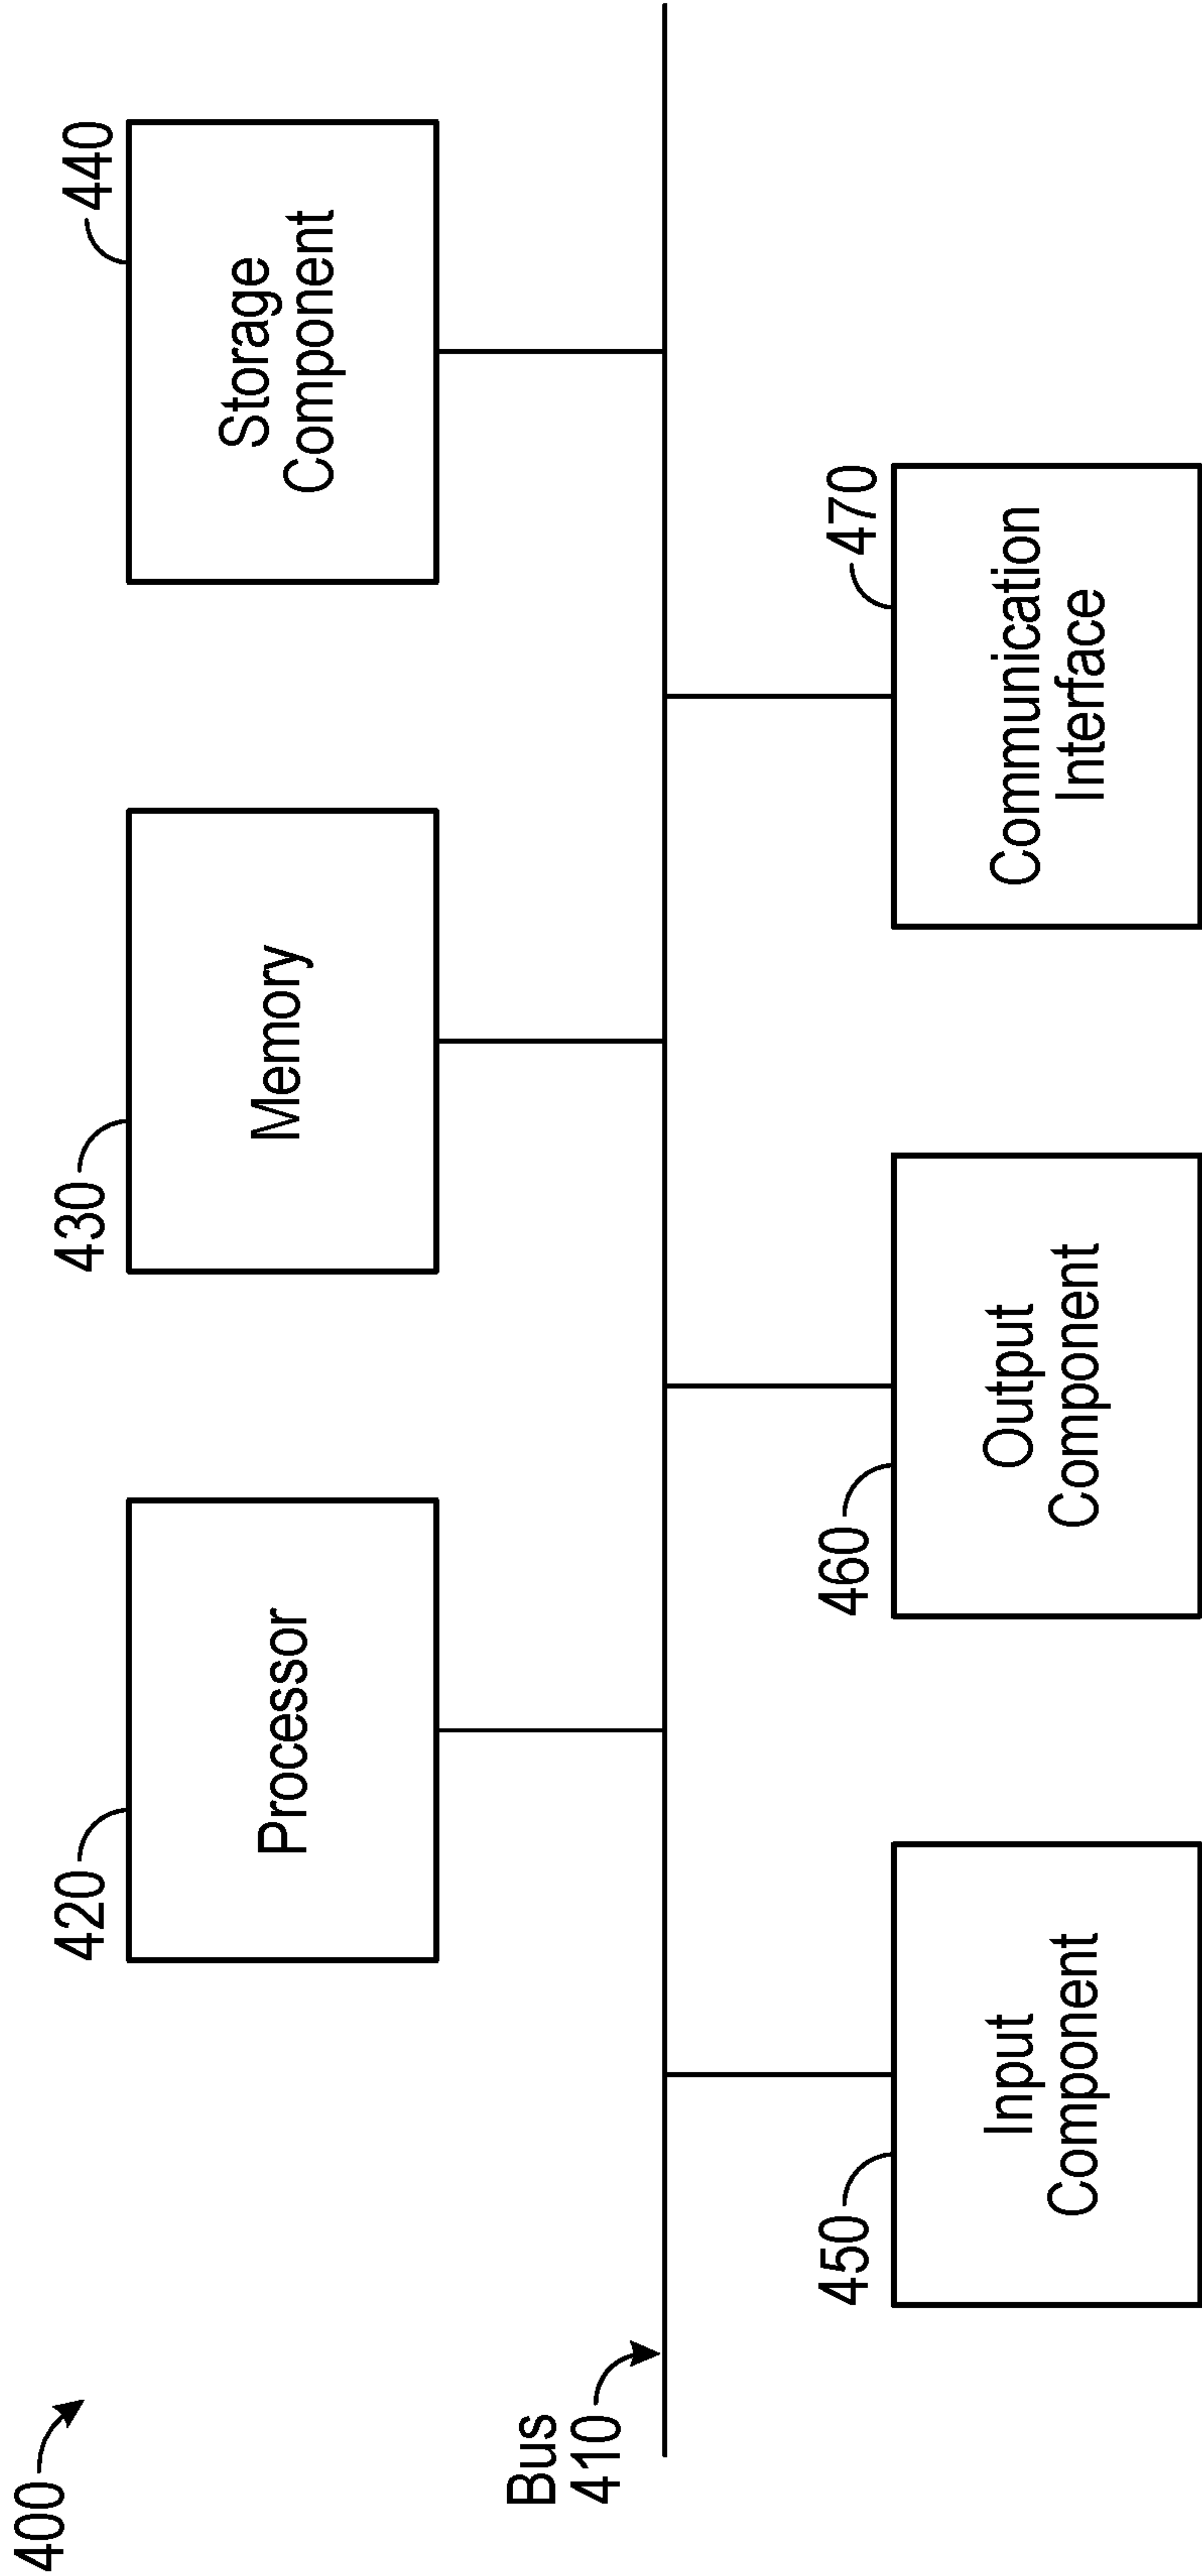 400
420
430
440
Processor
Memory
Storage
Component
Bus
410
450
460
470
Input
Component
Output
Component
Communication
Interface